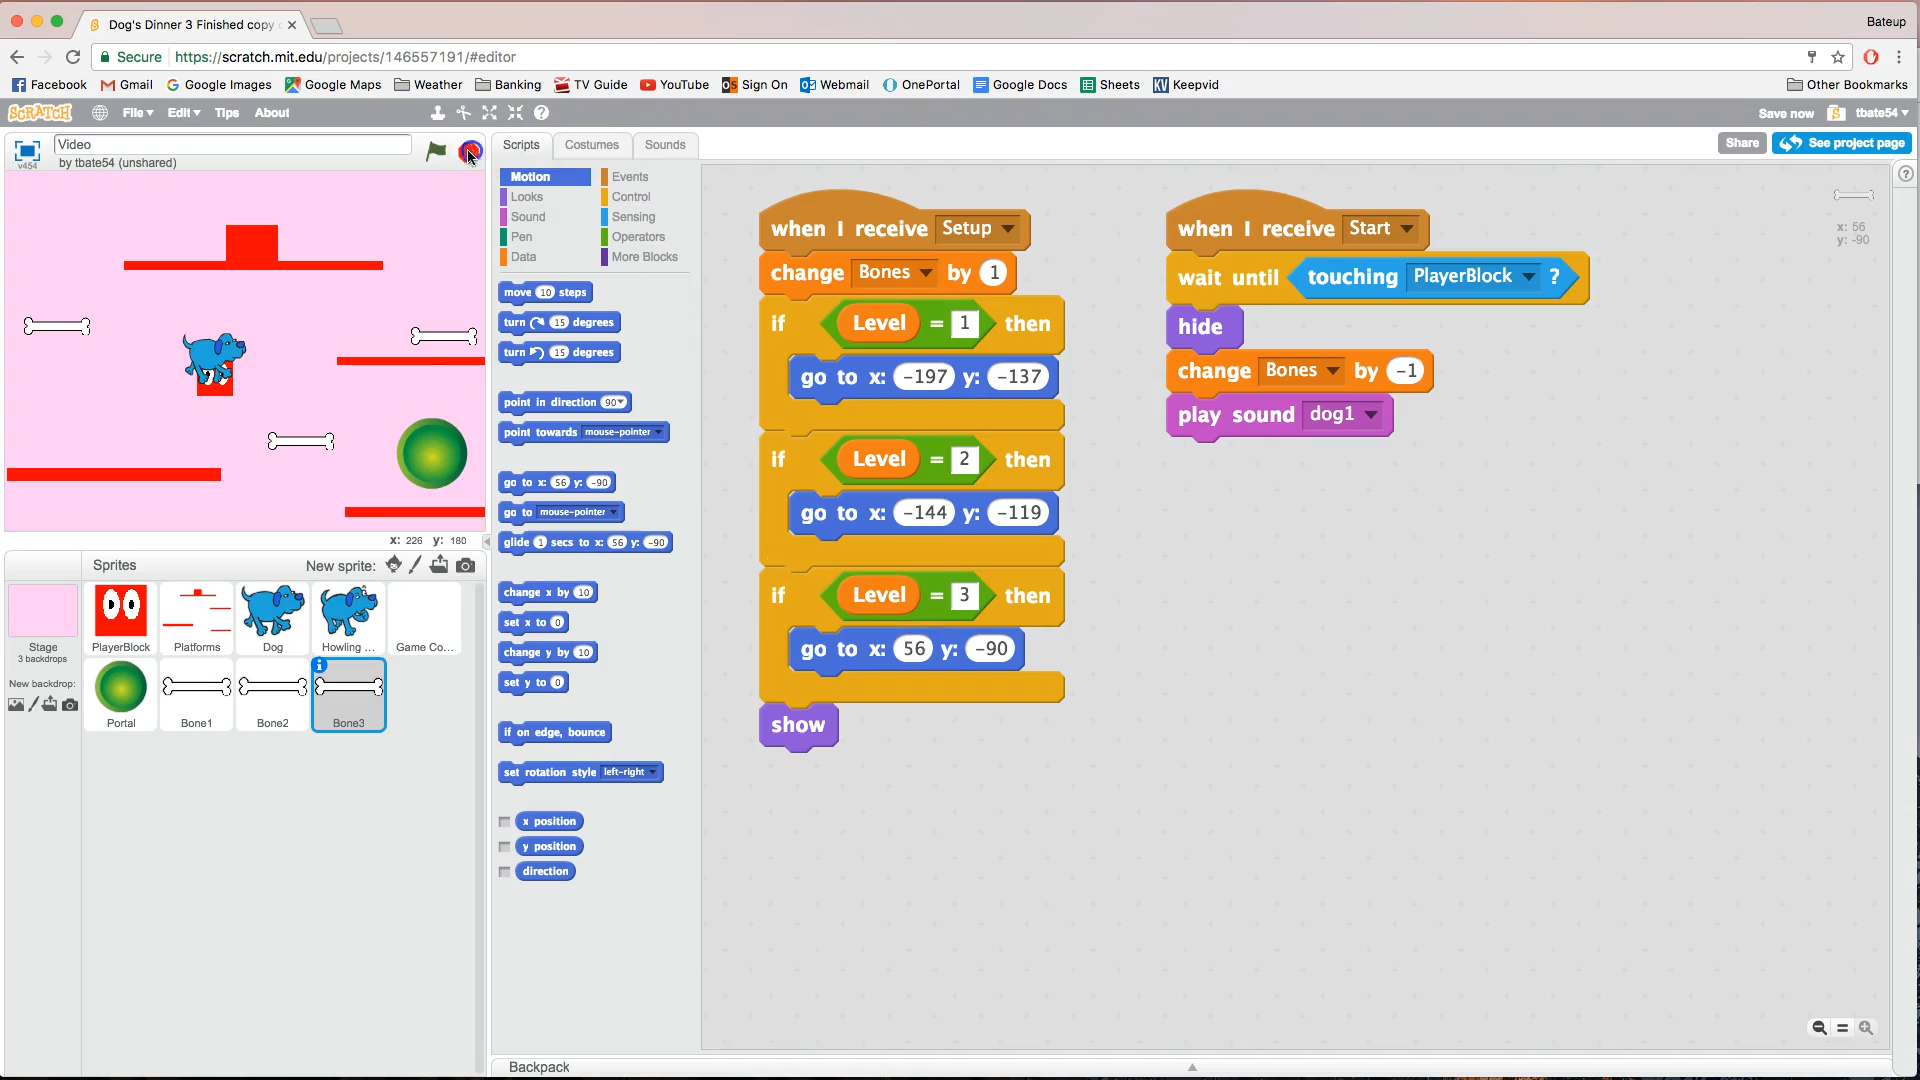 Dog's Dinner 3 Finished copy
Bateup
Secure https://scratch.mit.edu/projects/146557191/#editor
Facebook Gmail Google Images Google Maps Weather Banking TV Guide YouTube Sign On Webmail OnePortal Google Docs Sheets Keepvid Other Bookmarks
SCRATCH File Edit Tips About Save now tbate54
Video
by tbate54 (unshared)
v454
Scripts Costumes Sounds
Share See project page
Motion Events
Looks Control
Sound Sensing
Pen Operators
Data More Blocks
move 10 steps
turn 15 degrees
turn 15 degrees
point in direction 90
point towards mouse-pointer
go to x: 56 y: -90
go to mouse-pointer
glide 1 secs to x: 56 y: -90
change x by 10
set x to 0
change y by 10
set y to 0
if on edge, bounce
set rotation style left-right
x position
y position
direction
when I receive Setup
change Bones by 1
if Level = 1 then
go to x: -197 y: -137
if Level = 2 then
go to x: -144 y: -119
if Level = 3 then
go to x: 56 y: -90
show
when I receive Start
wait until touching PlayerBlock ?
hide
change Bones by -1
play sound dog1
x: 56
y: -90
x: 226 y: 180
Sprites New sprite:
Stage
3 backdrops
New backdrop:
PlayerBlock Platforms Dog Howling ... Game Co...
Portal Bone1 Bone2 Bone3
Backpack